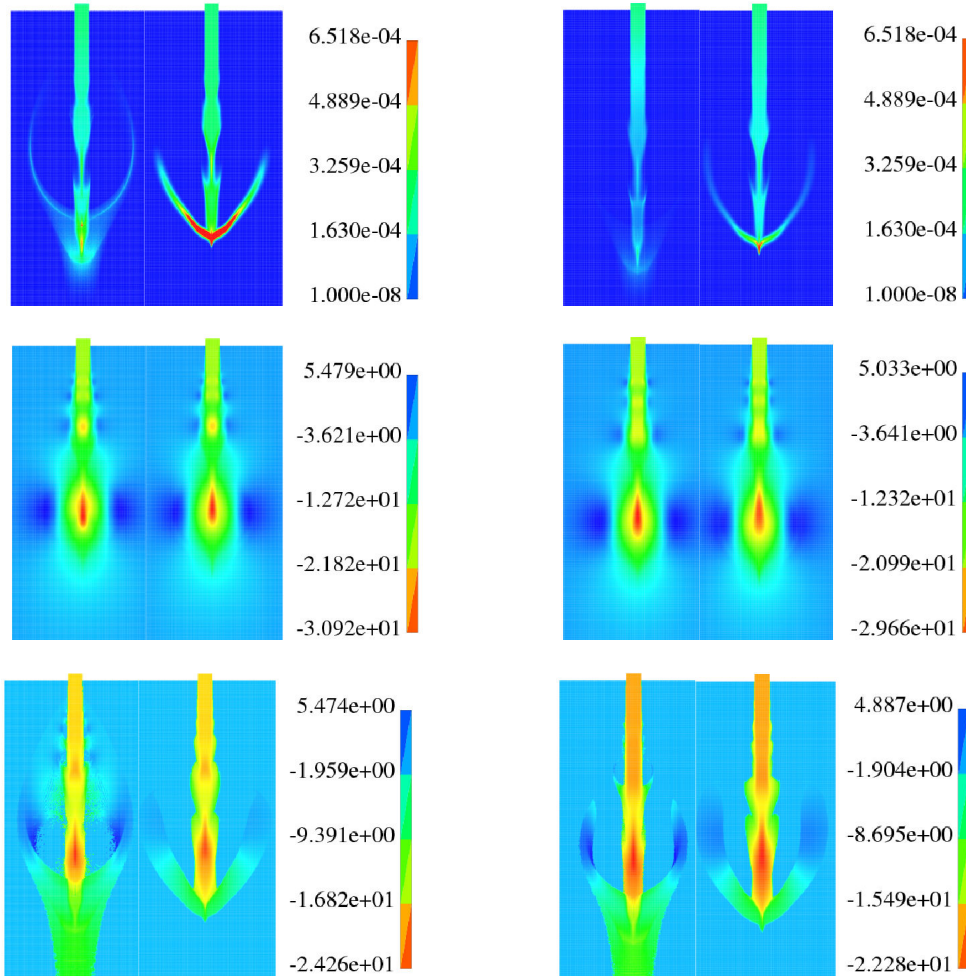 6.518e-04
4.889e-04
3.259e-04
1.630e-04
1.000e-08
6.518e-04
4.889e-04
3.259e-04
1.630e-04
1.000e-08
5.479e+00
-3.621e+00
-1.272e+01
-2.182e+01
-3.092e+01
5.033e+00
-3.641e+00
-1.232e+01
-2.099e+01
-2.966e+01
5.474e+00
-1.959e+00
-9.391e+00
-1.682e+01
-2.426e+01
4.887e+00
-1.904e+00
-8.695e+00
-1.549e+01
-2.228e+01